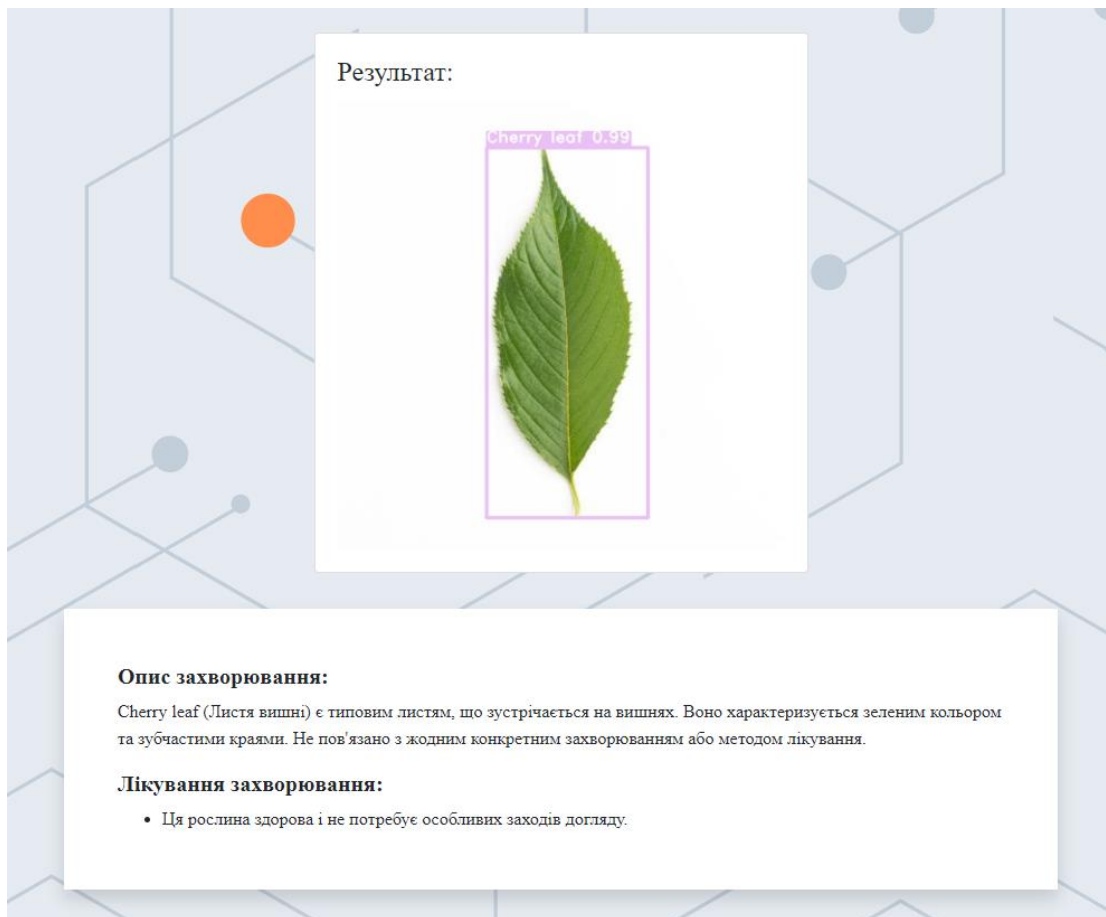 Результат:
Cherry leaf 0.99
Опис захворювання:
Cherry leaf (Листя вишні) є типовим листям, що зустрічається на вишнях. Воно характеризується зеленим кольором
та зубчастими краями. Не пов'язано з жодним конкретним захворюванням або методом лікування.
Лікування захворювання:
• Ця рослина здорова і не потребує особливих заходів догляду.